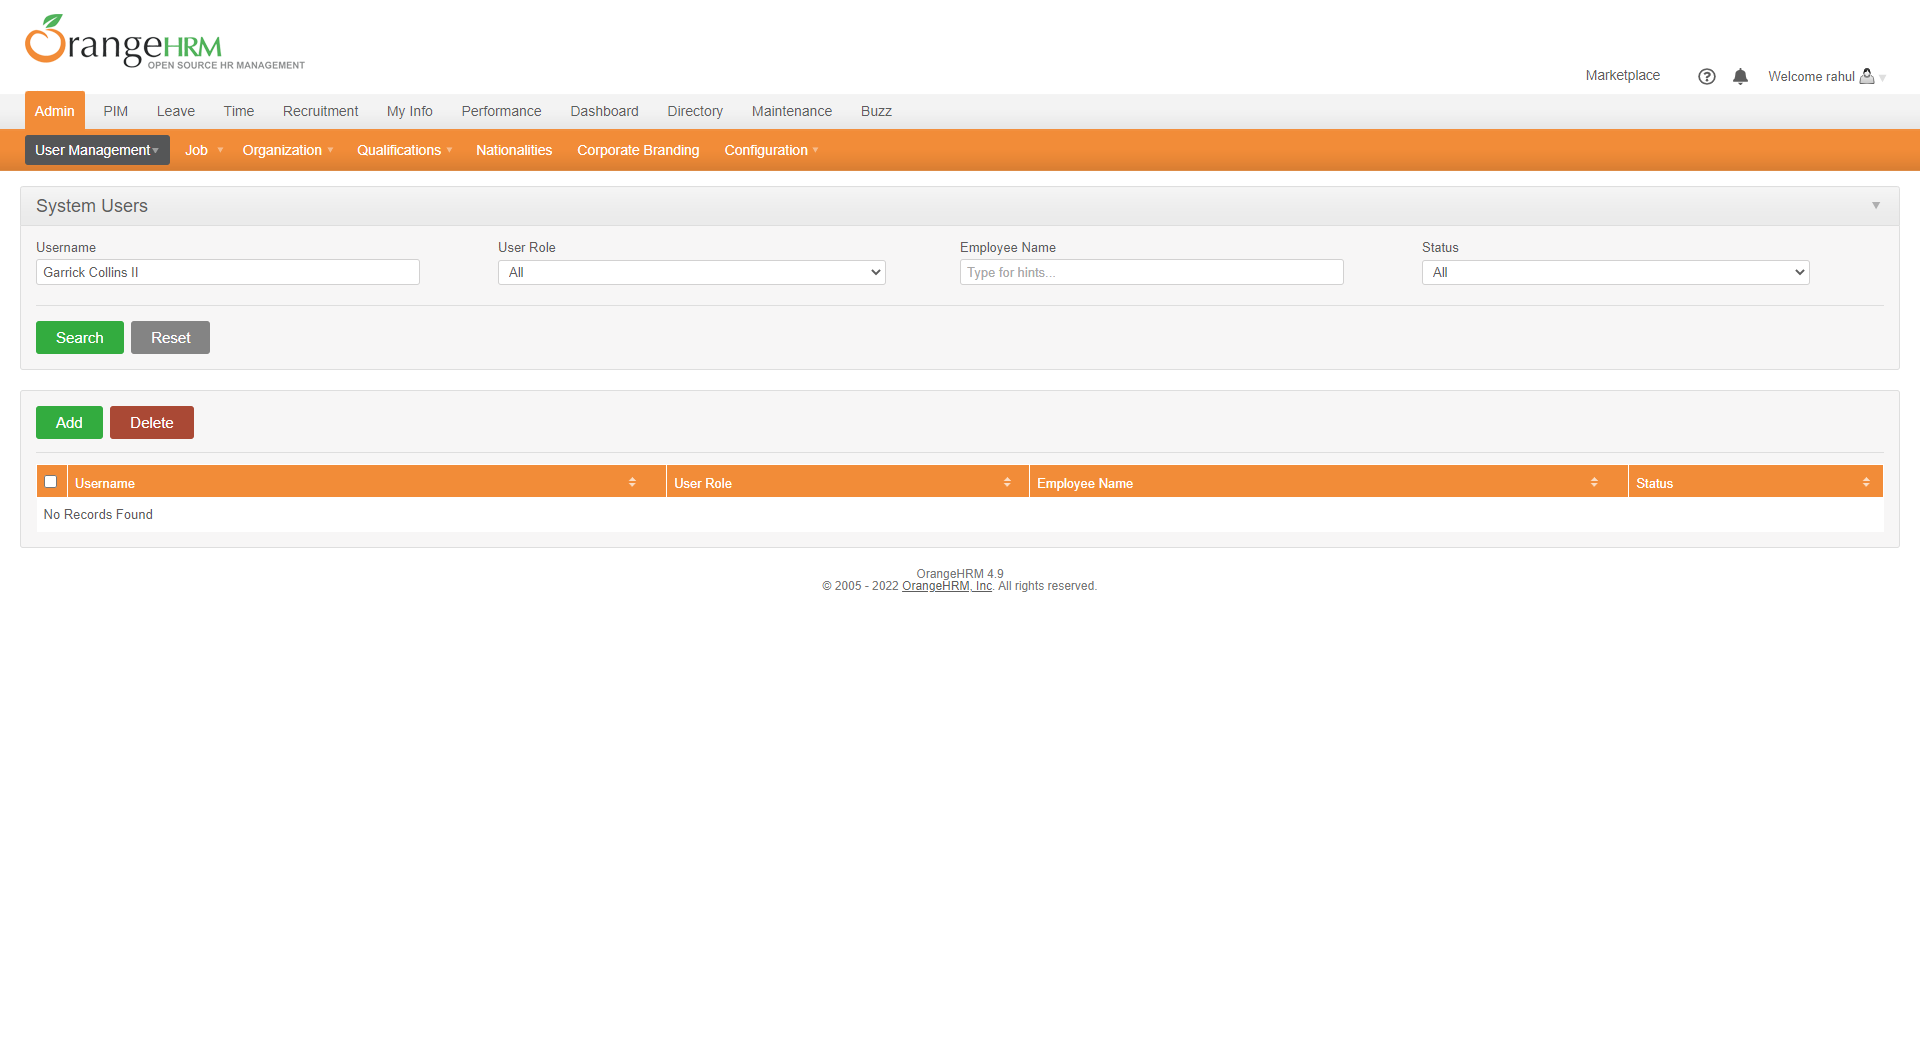 OrangeHRM
OPEN SOURCE HR MANAGEMENT
Marketplace
Welcome rahul
Admin PIM Leave Time Recruitment My Info Performance Dashboard Directory Maintenance Buzz
User Management Job Organization Qualifications Nationalities Corporate Branding Configuration
System Users
Username User Role Employee Name Status
Garrick Collins II All Type for hints... All
Search Reset
Add Delete
Username User Role Employee Name Status
No Records Found
OrangeHRM 4.9
© 2005 - 2022 OrangeHRM, Inc. All rights reserved.